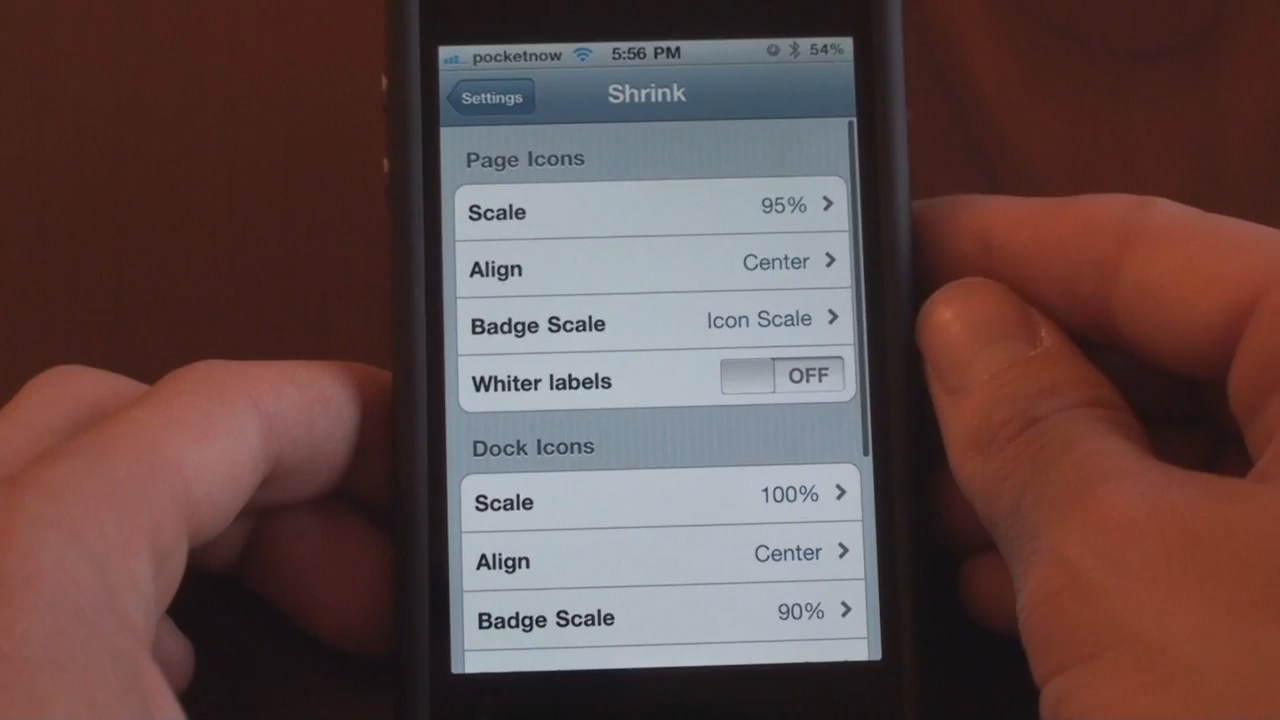 pocketnow 5:56 PM 54%
Settings Shrink
Page Icons
Scale 95%
Align Center
Badge Scale Icon Scale
Whiter labels OFF
Dock Icons
Scale 100%
Align Center
Badge Scale 90%